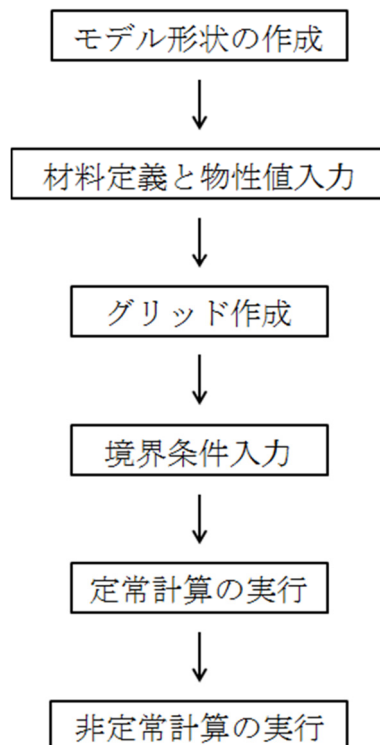 モデル形状の作成
材料定義と物性値入力
グリッド作成
境界条件入力
定常計算の実行
非定常計算の実行